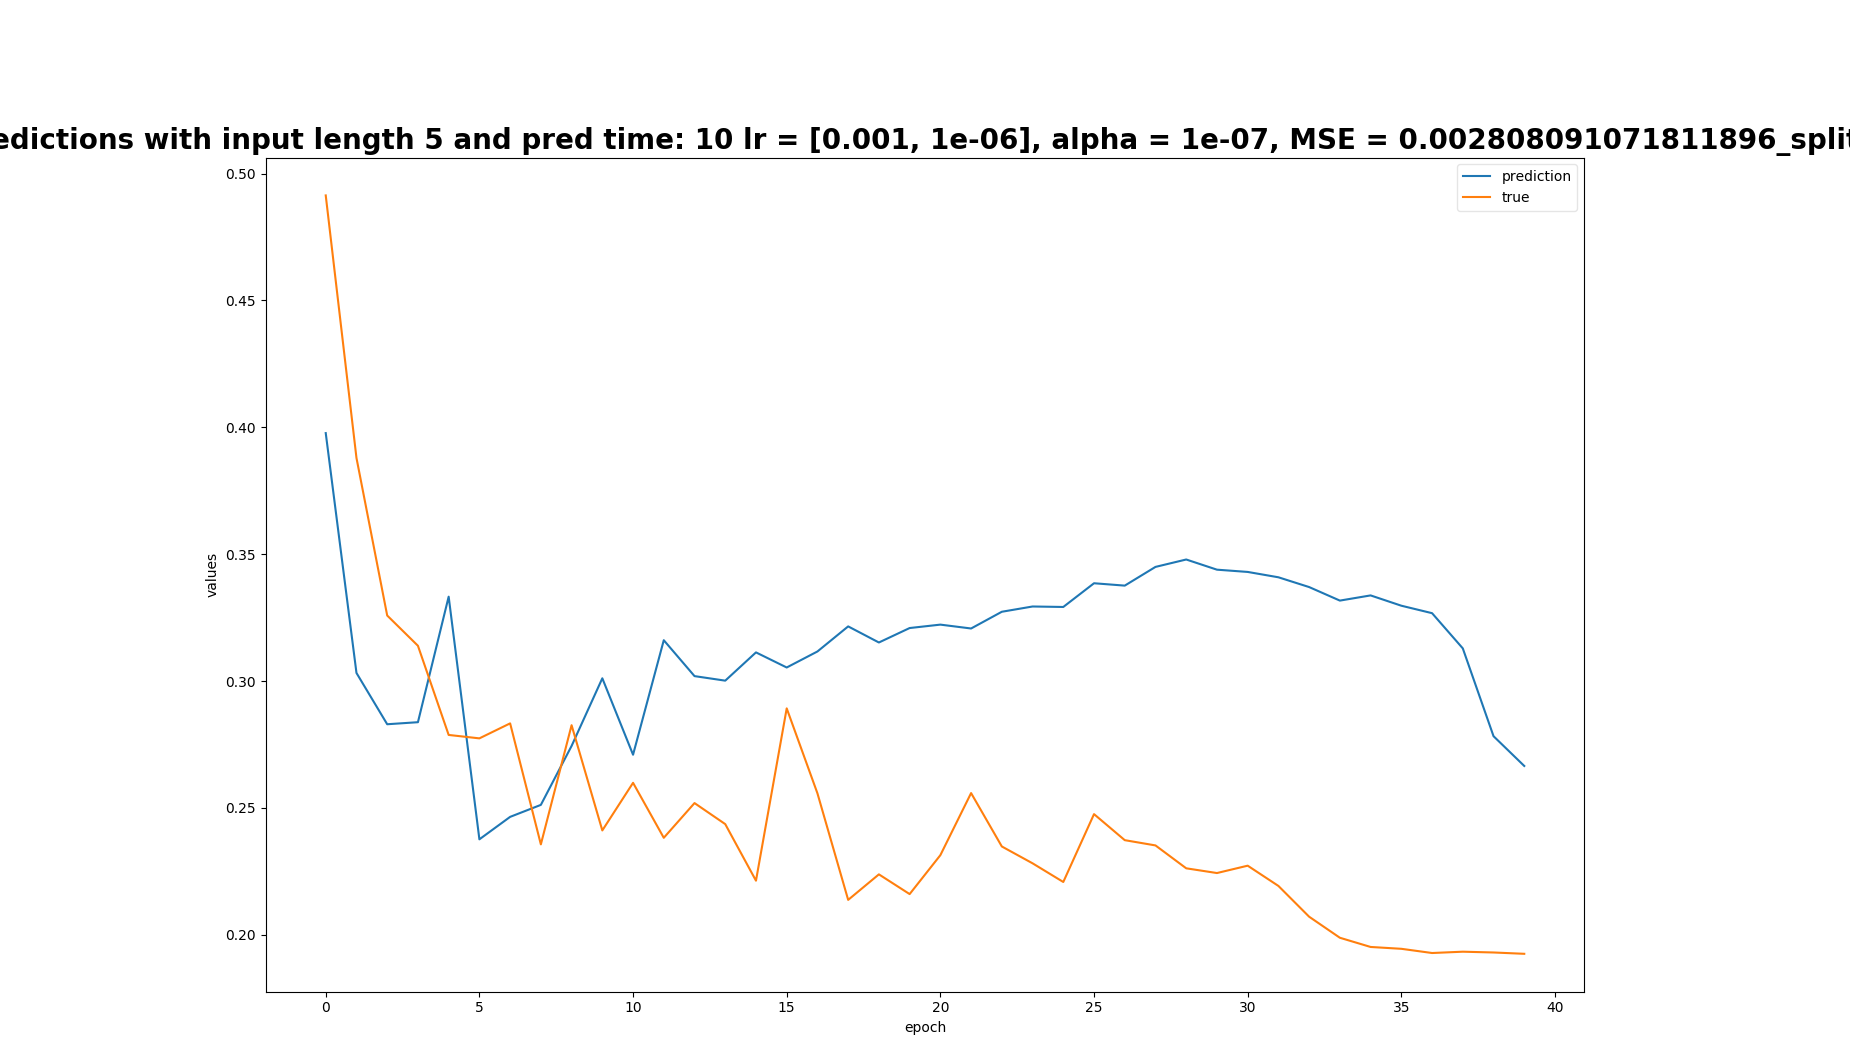 edictions with input length 5 and pred time: 10 lr = [0.001, 1e-06], alpha = 1e-07, MSE = 0.002808091071811896_split
prediction
true
0.50
0.45
0.40
0.35
0.30
0.25
0.20
values
0 5 10 15 20 25 30 35 40
epoch